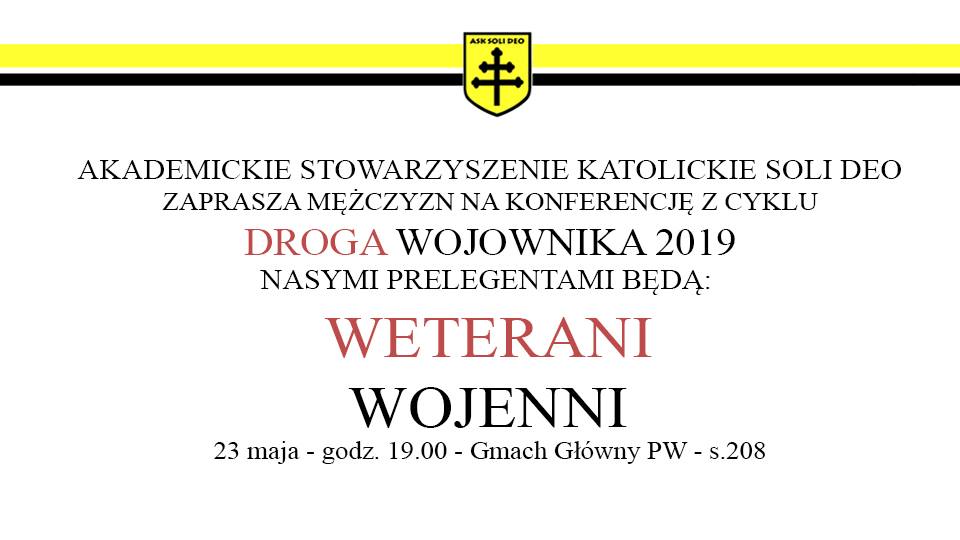 ASK SOLI DEO
AKADEMICKIE STOWARZYSZENIE KATOLICKIE SOLI DEO
ZAPRASZA MĘŻCZYZN NA KONFERENCJĘ Z CYKLU
DROGA WOJOWNIKA 2019
NASYMI PRELEGENTAMI BĘDĄ:
WETERANI
WOJENNI
23 maja - godz. 19.00 - Gmach Główny PW - s.208